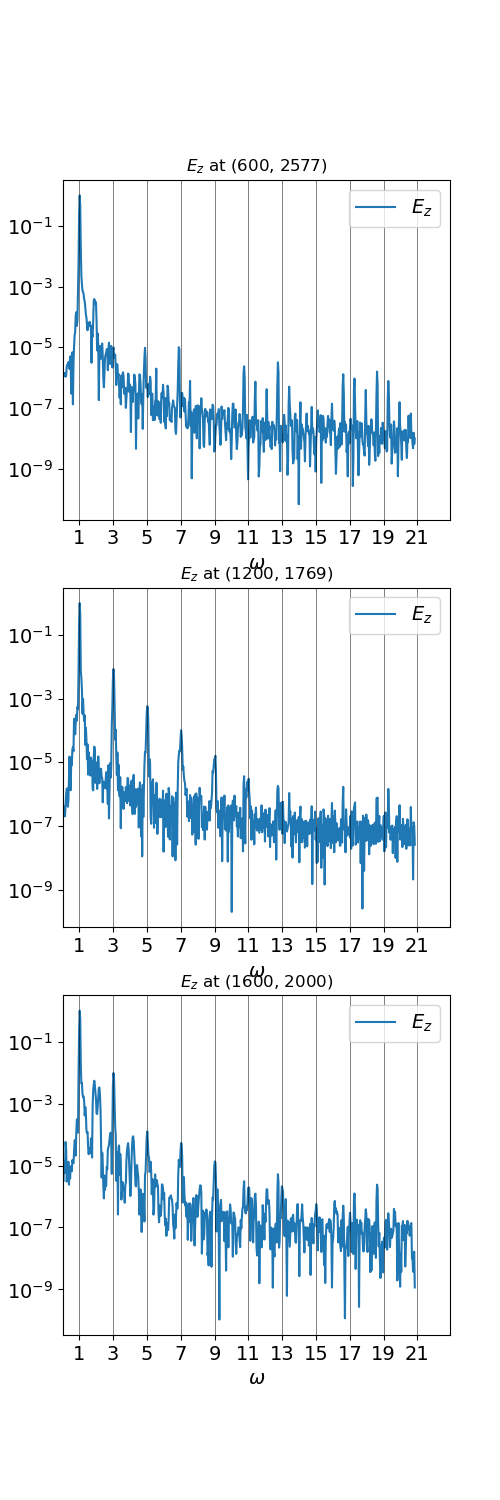 E_z at (600, 2577)
E_z
10^{-1}
10^{-3}
10^{-5}
10^{-7}
10^{-9}
1 3 5 7 9 11 13 15 17 19 21
ω
E_z at (1200, 1769)
E_z
10^{-1}
10^{-3}
10^{-5}
10^{-7}
10^{-9}
1 3 5 7 9 11 13 15 17 19 21
ω
E_z at (1600, 2000)
E_z
10^{-1}
10^{-3}
10^{-5}
10^{-7}
10^{-9}
1 3 5 7 9 11 13 15 17 19 21
ω